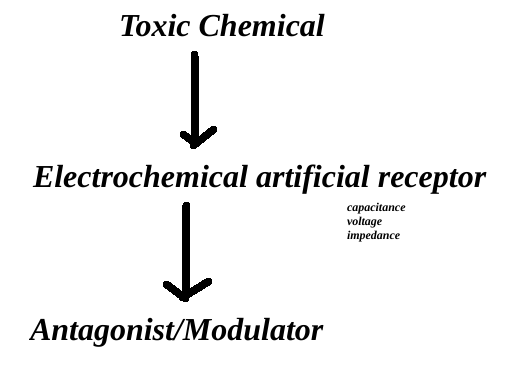 Toxic Chemical
Electrochemical artificial receptor
capacitance
voltage
impedance
Antagonist/Modulator